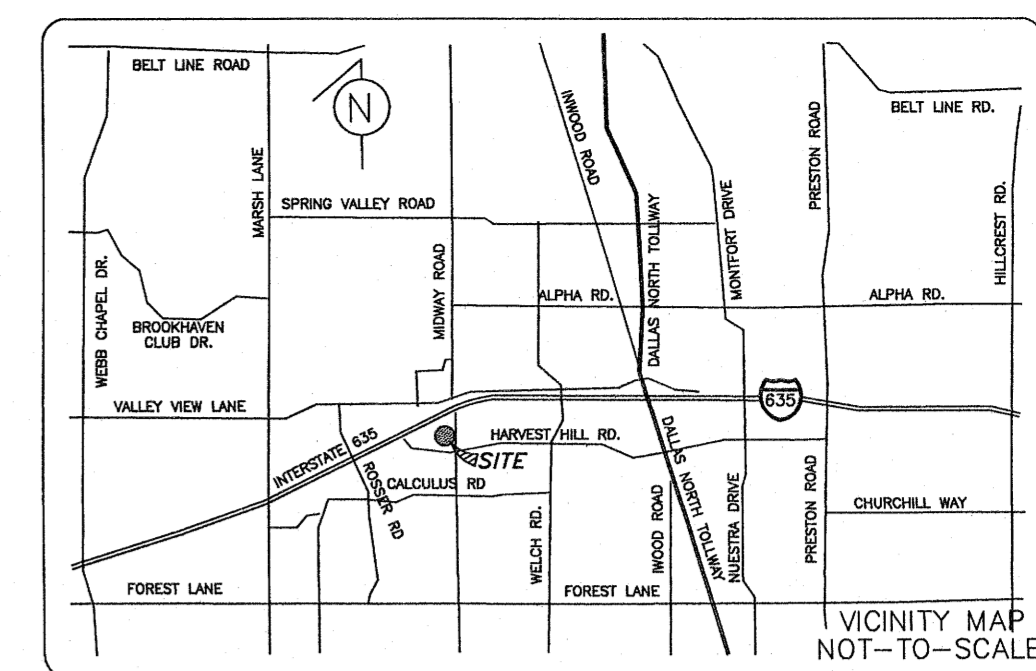 BELT LINE ROAD
N
INWOOD ROAD
BELT LINE RD.
PRESTON ROAD
MARSH LANE
SPRING VALLEY ROAD
MONTFORT DRIVE
HILLCREST RD.
DALLAS NORTH TOLLWAY
MIDWAY ROAD
WEBB CHAPEL DR.
ALPHA RD.
ALPHA RD.
BROOKHAVEN
CLUB DR.
VALLEY VIEW LANE
635
HARVEST HILL RD.
INTERSTATE 635
SITE
ROSSER RD
CALCULUS RD
DALLAS NORTH TOLLWAY
WELCH RD.
IWOOD ROAD
NUESTRA DRIVE
PRESTON ROAD
CHURCHILL WAY
FOREST LANE
FOREST LANE
VICINITY MAP
NOT-TO-SCALE